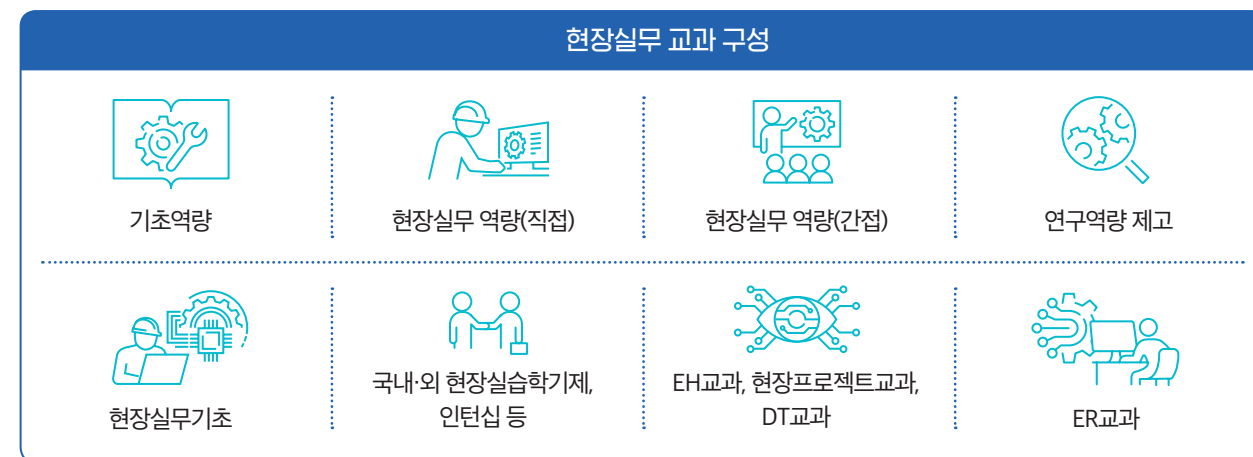 현장실무 교과 구성
기초역량
현장실무 역량(직접)
현장실무 역량(간접)
연구역량 제고
현장실무기초
국내·외 현장실습학기제,
인턴십 등
EH교과, 현장프로젝트교과,
DT교과
ER교과